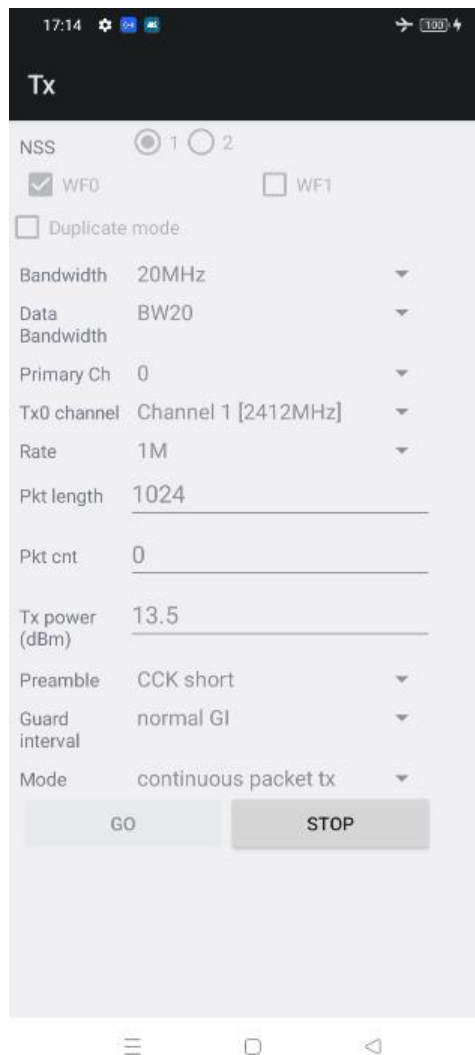 17:14 100
Tx
NSS 1 2
WF0 WF1
Duplicate mode
Bandwidth 20MHz
Data
Bandwidth BW20
Primary Ch 0
Tx0 channel Channel 1 [2412MHz]
Rate 1M
Pkt length 1024
Pkt cnt 0
Tx power
(dBm) 13.5
Preamble CCK short
Guard
interval normal GI
Mode continuous packet tx
GO STOP